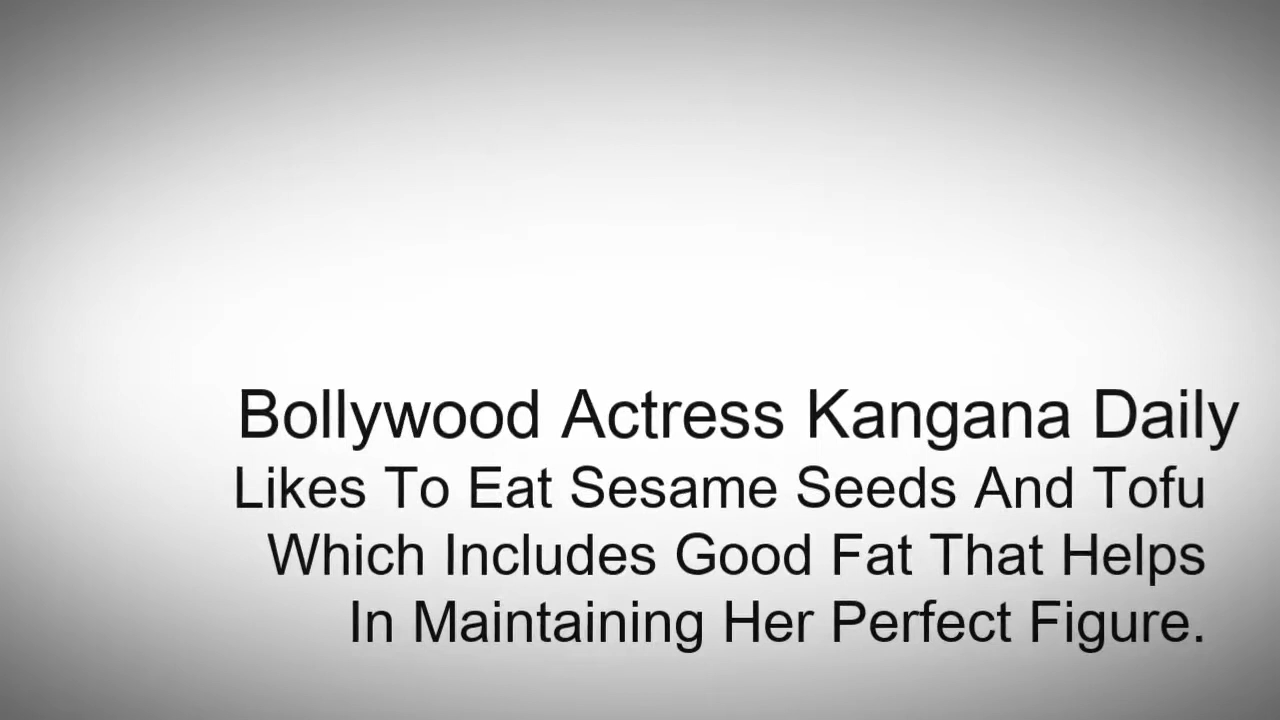 Bollywood Actress Kangana Daily
Likes To Eat Sesame Seeds And Tofu
Which Includes Good Fat That Helps
In Maintaining Her Perfect Figure.